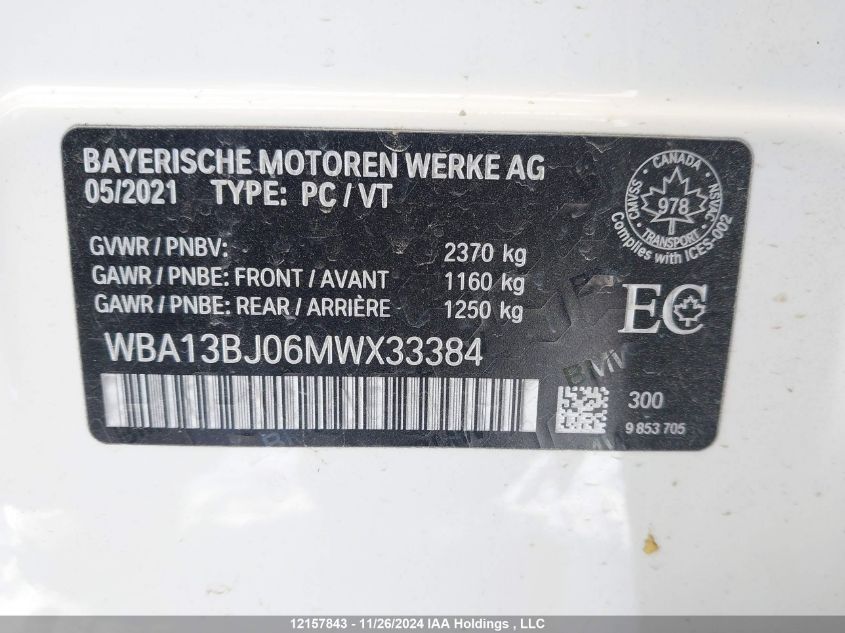 BAYERISCHE MOTOREN WERKE AG
05/2021 TYPE: PC / VT
GVWR / PNBV: 2370 kg
GAWR / PNBE: FRONT / AVANT 1160 kg
GAWR / PNBE: REAR / ARRIÈRE 1250 kg
WBA13BJ06MWX33384
CANADA
CMVSS
NSVAC
978
TRANSPORT
Complies with ICES-002
EC
BMW
300
9 853 705
12157843 - 11/26/2024 IAA Holdings , LLC